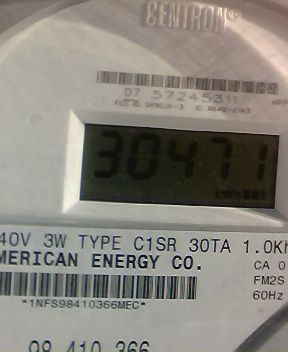 CENTRON®
07 57245311
30471
kWh
40V 3W TYPE C1SR 30TA 1.0Kh
MERICAN ENERGY CO.
CA 0
FM2S
60Hz
*1NFS98410366MEC*
98 410 366